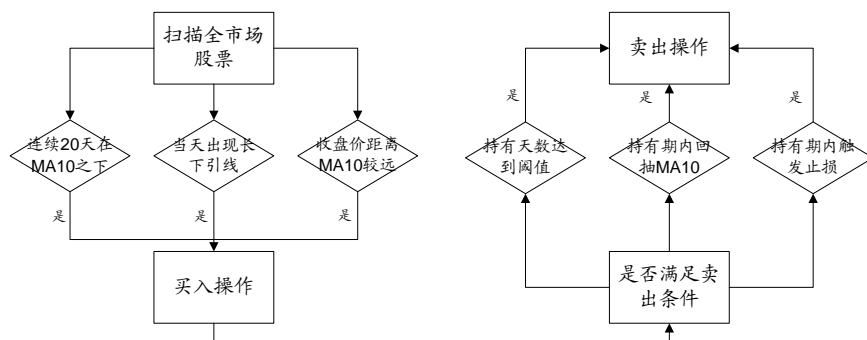 扫描全市场
股票
连续20天在
MA10之下
当天出现长
下引线
收盘价距离
MA10较远
是
是
是
买入操作
卖出操作
是
是
是
持有天数达
到阈值
持有期内回
抽MA10
持有期内触
发止损
是否满足卖
出条件